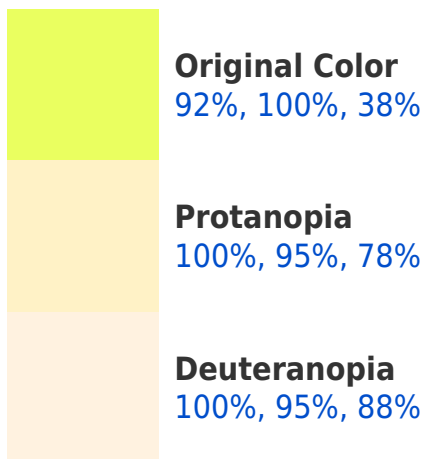 Original Color
92%, 100%, 38%
Protanopia
100%, 95%, 78%
Deuteranopia
100%, 95%, 88%